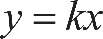 y = kx